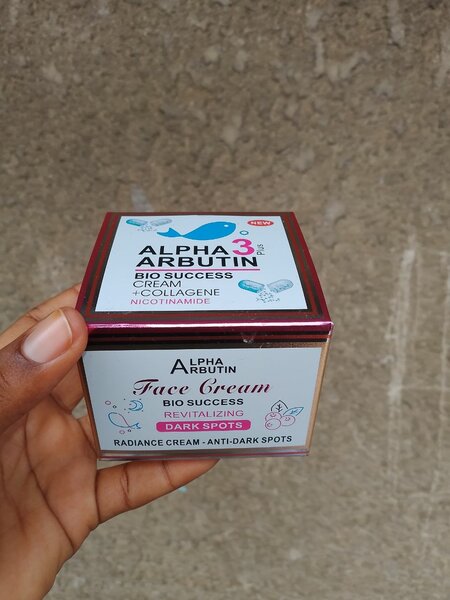 NEW
ALPHA 3 Plus
ARBUTIN
BIO SUCCESS
CREAM
+COLLAGENE
NICOTINAMIDE
ALPHA
ARBUTIN
Face Cream
BIO SUCCESS
REVITALIZING
DARK SPOTS
RADIANCE CREAM - ANTI-DARK SPOTS